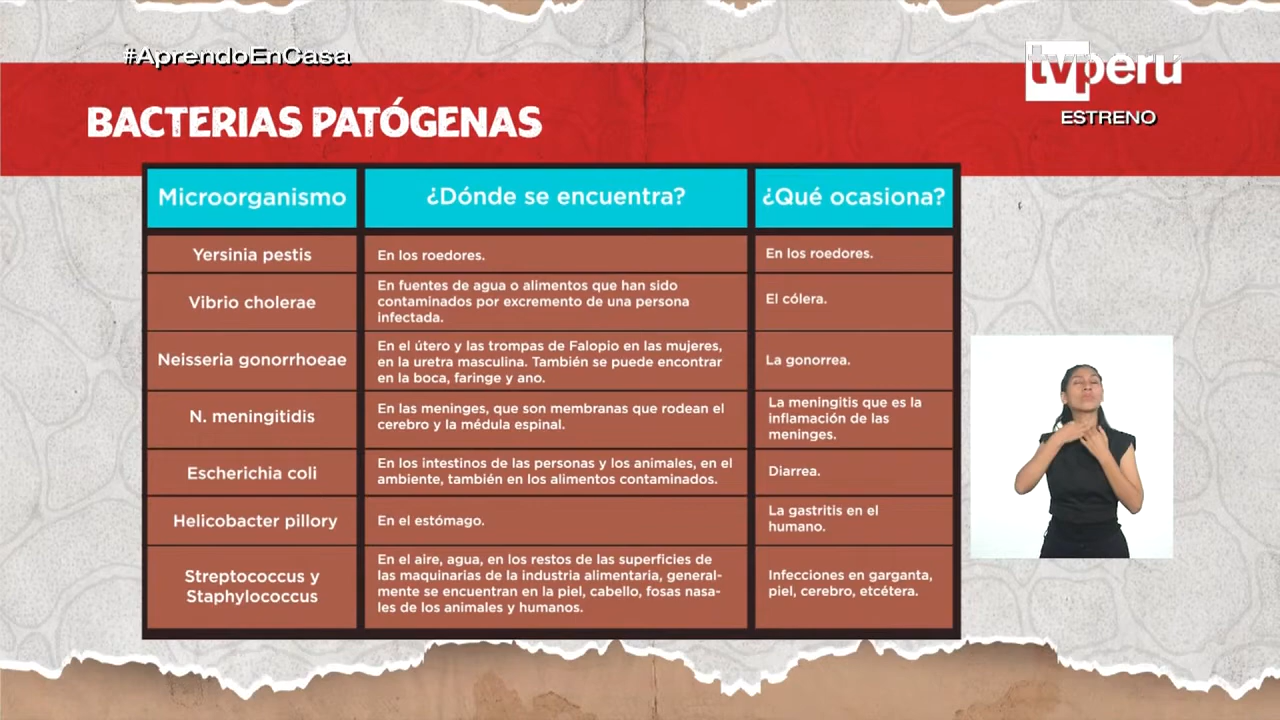 #AprendoEnCasa
tvperu
ESTRENO
BACTERIAS PATÓGENAS
Microorganismo
¿Dónde se encuentra?
¿Qué ocasiona?
Yersinia pestis
En los roedores.
En los roedores.
Vibrio cholerae
En fuentes de agua o alimentos que han sido
contaminados por excremento de una persona
infectada.
El cólera.
Neisseria gonorrhoeae
En el útero y las trompas de Falopio en las mujeres,
en la uretra masculina. También se puede encontrar
en la boca, faringe y ano.
La gonorrea.
N. meningitidis
En las meninges, que son membranas que rodean el
cerebro y la médula espinal.
La meningitis que es la
inflamación de las
meninges.
Escherichia coli
En los intestinos de las personas y los animales, en el
ambiente, también en los alimentos contaminados.
Diarrea.
Helicobacter pillory
En el estómago.
La gastritis en el
humano.
Streptococcus y
Staphylococcus
En el aire, agua, en los restos de las superficies de
las maquinarias de la industria alimentaria, general-
mente se encuentran en la piel, cabello, fosas nasa-
les de los animales y humanos.
Infecciones en garganta,
piel, cerebro, etcétera.